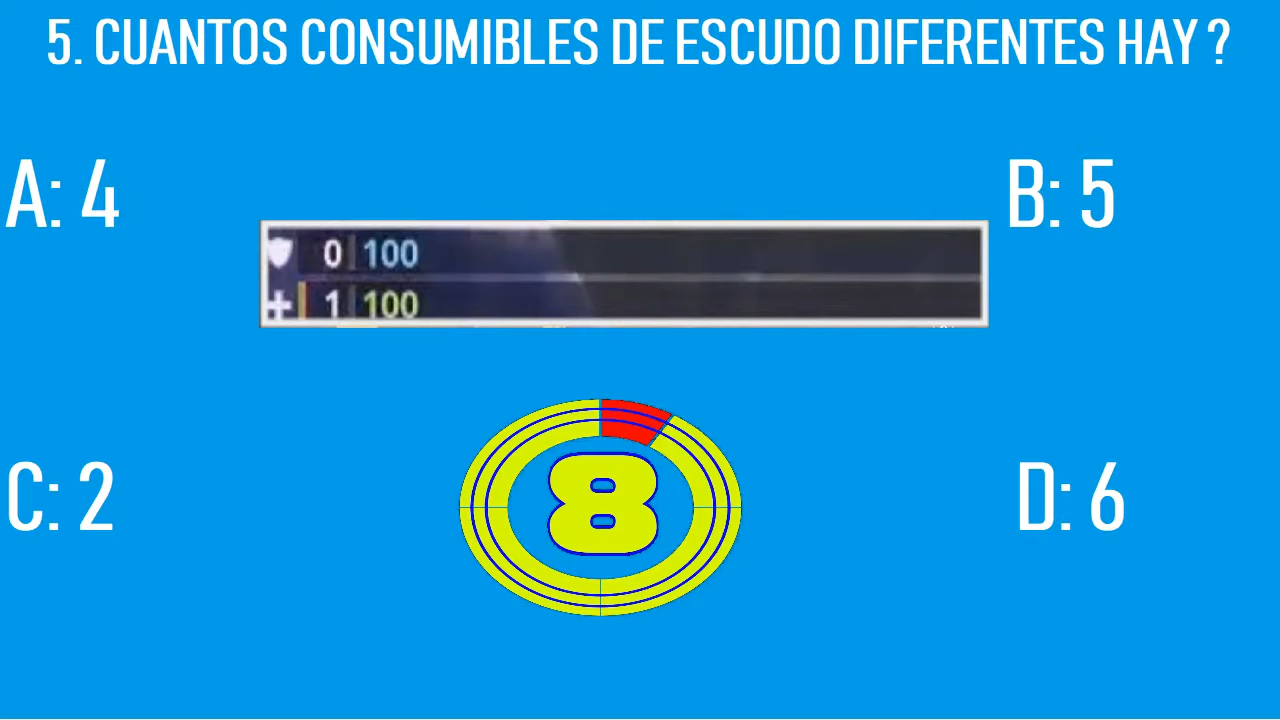 5. CUANTOS CONSUMIBLES DE ESCUDO DIFERENTES HAY ?
A: 4
B: 5
0 | 100
1 | 100
C: 2
8
D: 6